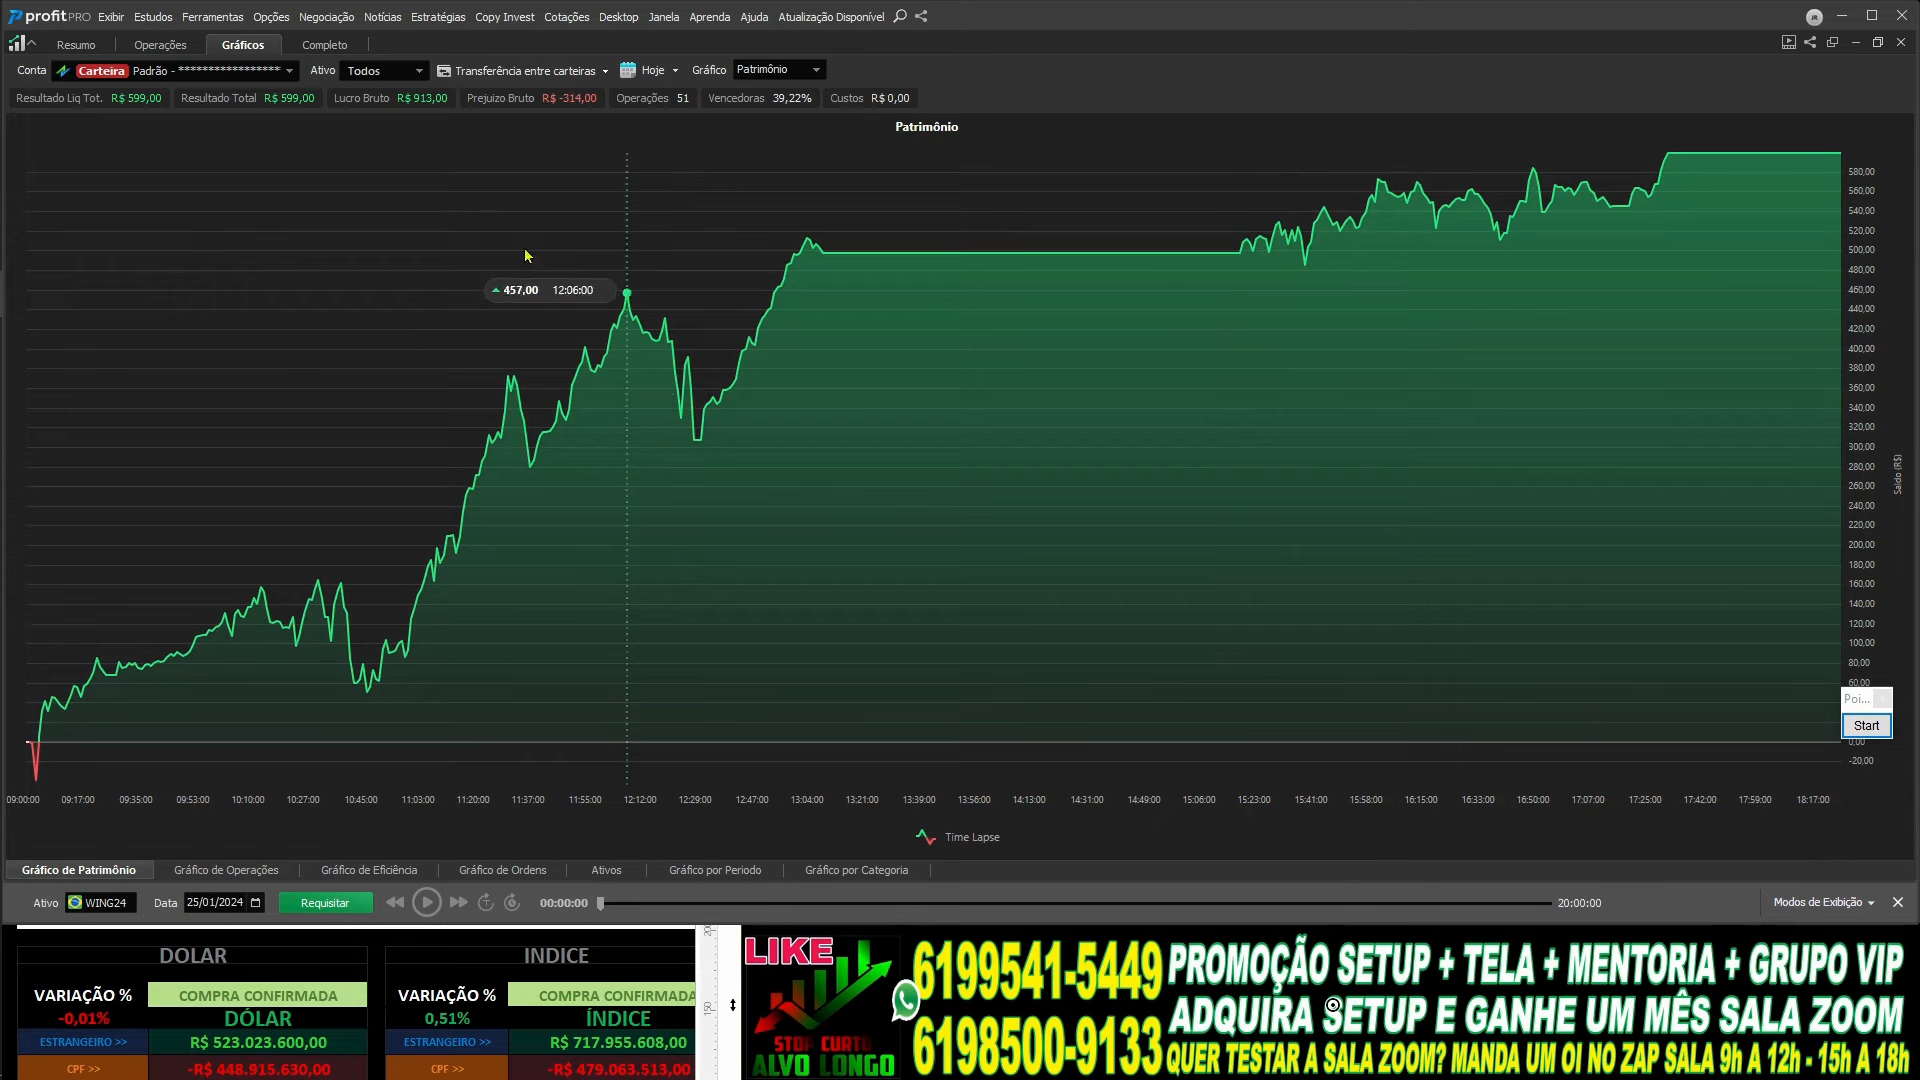 profitPRO Exibir Estudos Ferramentas Opções Negociação Notícias Estratégias Copy Invest Cotações Desktop Janela Aprenda Ajuda Atualização Disponível
Resumo Operações Gráficos Completo
Conta Carteira Padrão - ***************** Ativo Todos Transferência entre carteiras Hoje Gráfico Patrimônio
Resultado Liq Tot. R$ 599,00 Resultado Total R$ 599,00 Lucro Bruto R$ 913,00 Prejuizo Bruto R$ -314,00 Operações 51 Vencedoras 39,22% Custos R$ 0,00
Patrimônio
580,00
560,00
540,00
520,00
500,00
480,00
457,00 12:06:00
460,00
440,00
420,00
400,00
380,00
360,00
340,00
320,00
300,00
280,00
260,00
240,00
220,00
200,00
180,00
160,00
140,00
120,00
100,00
80,00
60,00
Saldo (R$)
Poi...
Start
0,00
-20,00
09:00:00 09:17:00 09:35:00 09:53:00 10:10:00 10:27:00 10:45:00 11:03:00 11:20:00 11:37:00 11:55:00 12:12:00 12:29:00 12:47:00 13:04:00 13:21:00 13:39:00 13:56:00 14:13:00 14:31:00 14:49:00 15:06:00 15:23:00 15:41:00 15:58:00 16:15:00 16:33:00 16:50:00 17:07:00 17:25:00 17:42:00 17:59:00 18:17:00
Time Lapse
Gráfico de Patrimônio Gráfico de Operações Gráfico de Eficiência Gráfico de Ordens Ativos Gráfico por Periodo Gráfico por Categoria
Ativo WING24 Data 25/01/2024 Requisitar 00:00:00 20:00:00 Modos de Exibição
DOLAR
VARIAÇÃO % COMPRA CONFIRMADA
-0,01% DÓLAR
ESTRANGEIRO >> R$ 523.023.600,00
CPF >> -R$ 448.915.630,00
INDICE
VARIAÇÃO % COMPRA CONFIRMADA
0,51% ÍNDICE
ESTRANGEIRO >> R$ 717.955.608,00
CPF >> -R$ 479.063.513,00
150
LIKE
STOP CURTO
ALVO LONGO
6199541-5449
6198500-9133
PROMOÇÃO SETUP + TELA + MENTORIA + GRUPO VIP
ADQUIRA SETUP E GANHE UM MÊS SALA ZOOM
QUER TESTAR A SALA ZOOM? MANDA UM OI NO ZAP SALA 9h A 12h - 15h A 18h